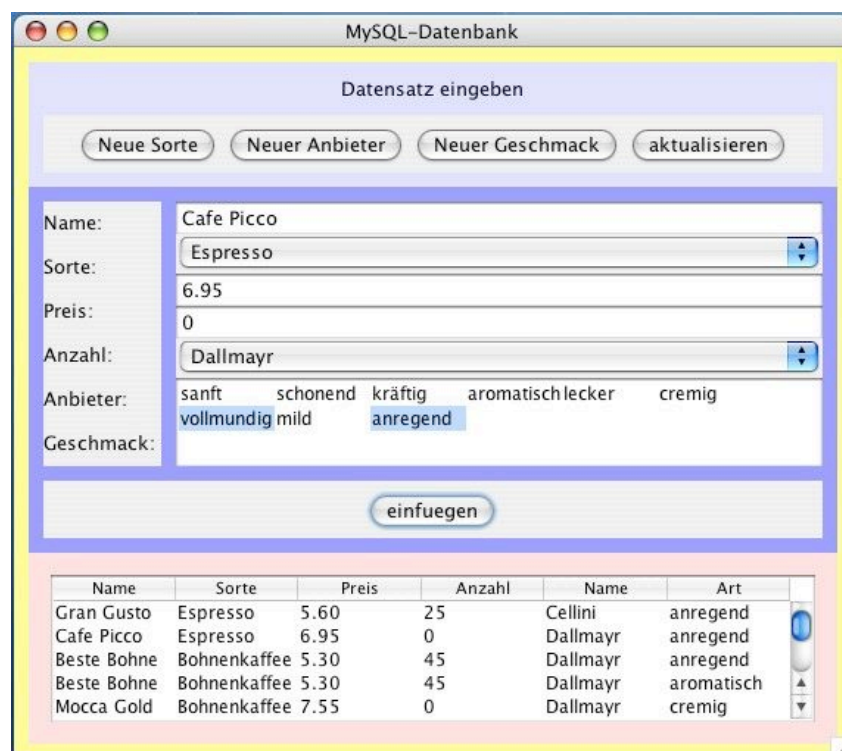 MySQL-Datenbank
Datensatz eingeben
Neue Sorte Neuer Anbieter Neuer Geschmack aktualisieren
Name: Cafe Picco
Sorte: Espresso
Preis: 6.95
Anzahl: 0
Anbieter: Dallmayr
Geschmack: sanft schonend kräftig aromatisch lecker cremig
vollmundig mild anregend
einfuegen
Name Sorte Preis Anzahl Name Art
Gran Gusto Espresso 5.60 25 Cellini anregend
Cafe Picco Espresso 6.95 0 Dallmayr anregend
Beste Bohne Bohnenkaffee 5.30 45 Dallmayr anregend
Beste Bohne Bohnenkaffee 5.30 45 Dallmayr aromatisch
Mocca Gold Bohnenkaffee 7.55 0 Dallmayr cremig